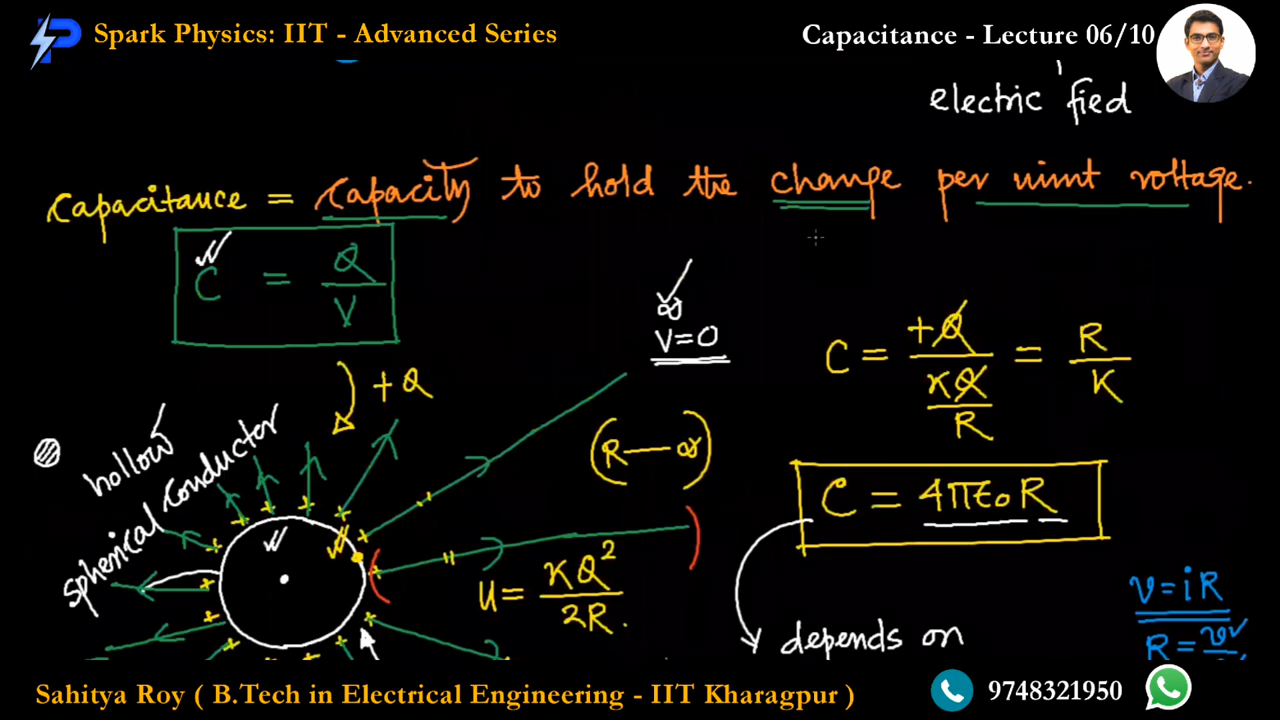 Spark Physics: IIT - Advanced Series
Capacitance - Lecture 06/10
electric fied
Capacitance = Capacity to hold the change per unint voltage.
C = Q / V
∞
V=0
C = +Q / (KQ / R) = R / K
+Q
(R — ∞)
hollow
spherical conductor
C = 4πε₀R
U = KQ² / 2R.
V = iR
R =
depends on
Sahitya Roy ( B.Tech in Electrical Engineering - IIT Kharagpur )
9748321950